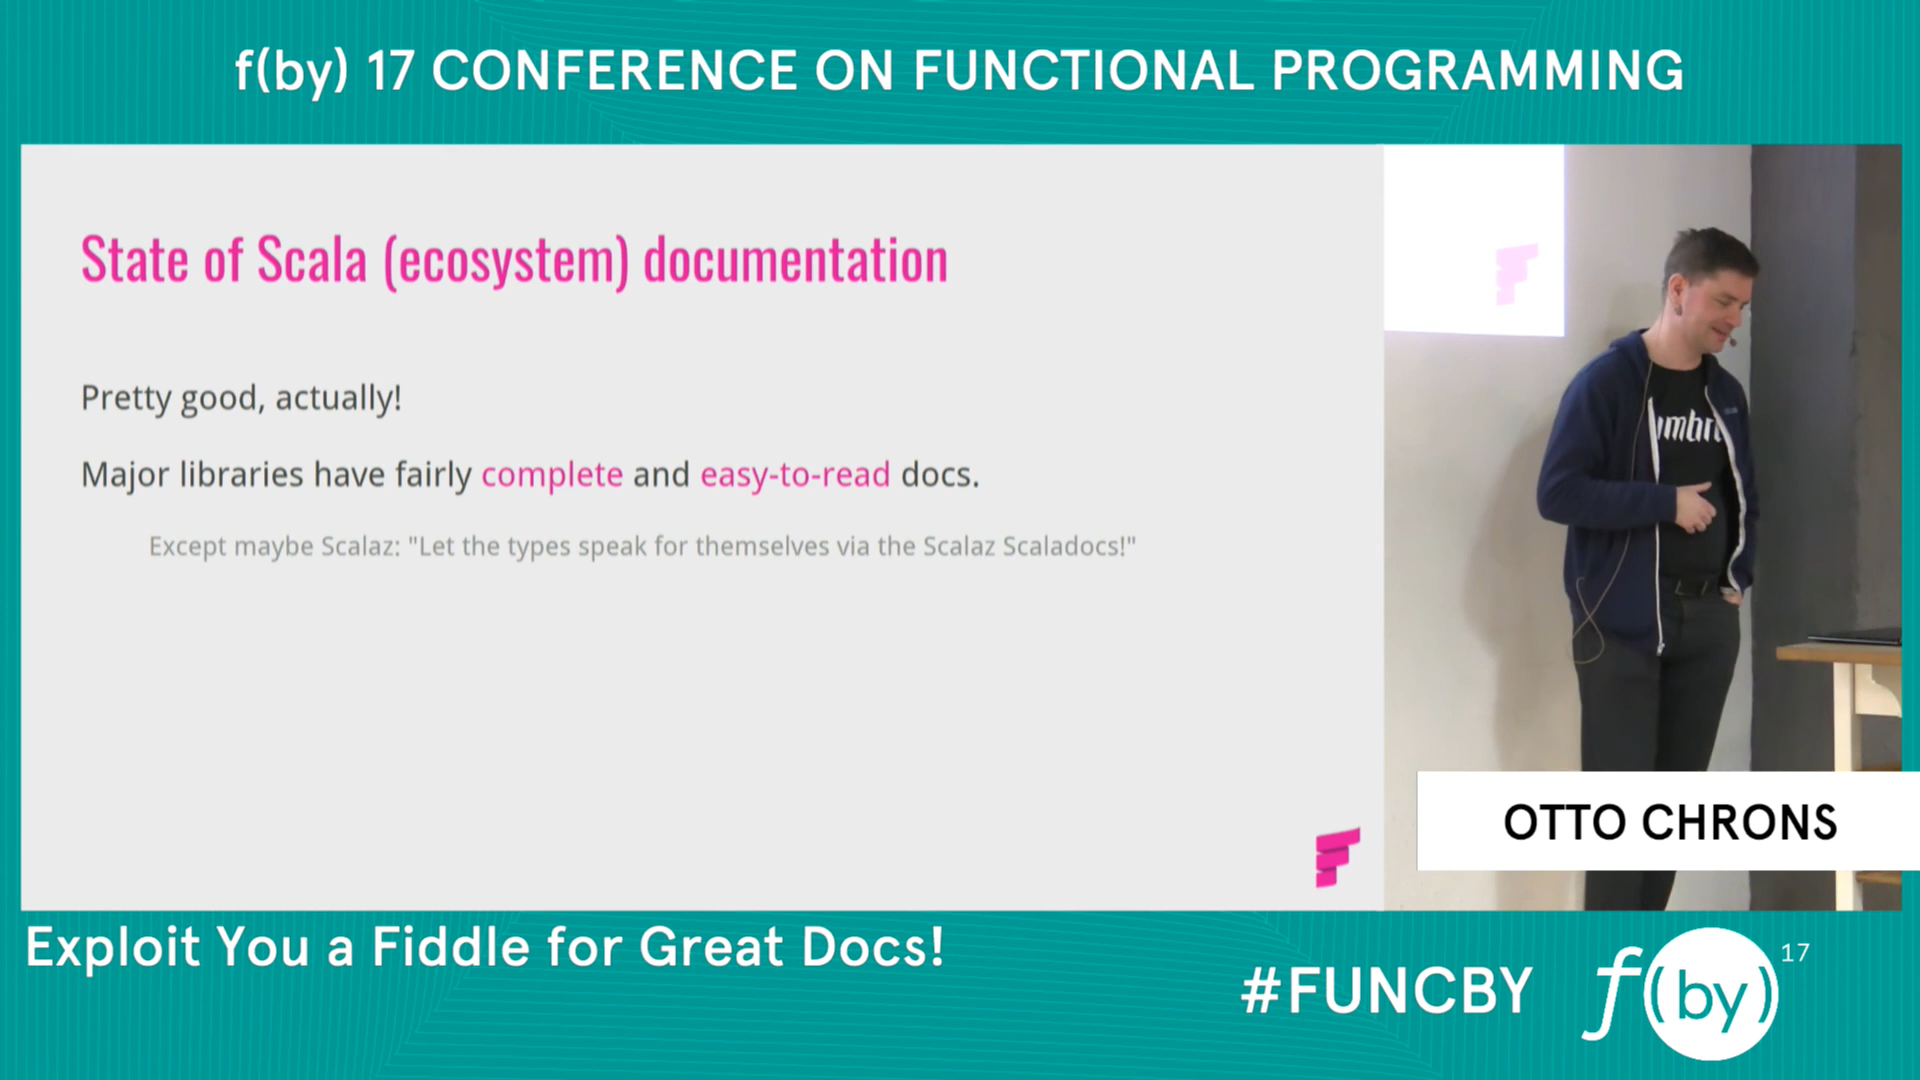 f(by) 17 CONFERENCE ON FUNCTIONAL PROGRAMMING
State of Scala (ecosystem) documentation
Pretty good, actually!
Major libraries have fairly complete and easy-to-read docs.
Except maybe Scalaz: "Let the types speak for themselves via the Scalaz Scaladocs!"
OTTO CHRONS
Exploit You a Fiddle for Great Docs!
#FUNCBY
f(by) 17